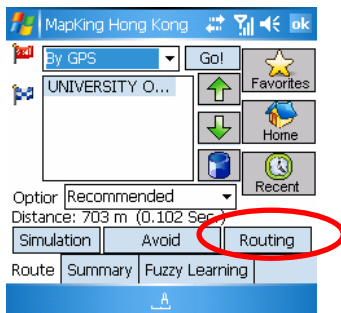 MapKing Hong Kong ok
By GPS Go!
UNIVERSITY O... Favorites
Home
Recent
Optior Recommended
Distance: 703 m (0.102 Sec.)
Simulation Avoid Routing
Route Summary Fuzzy Learning
A